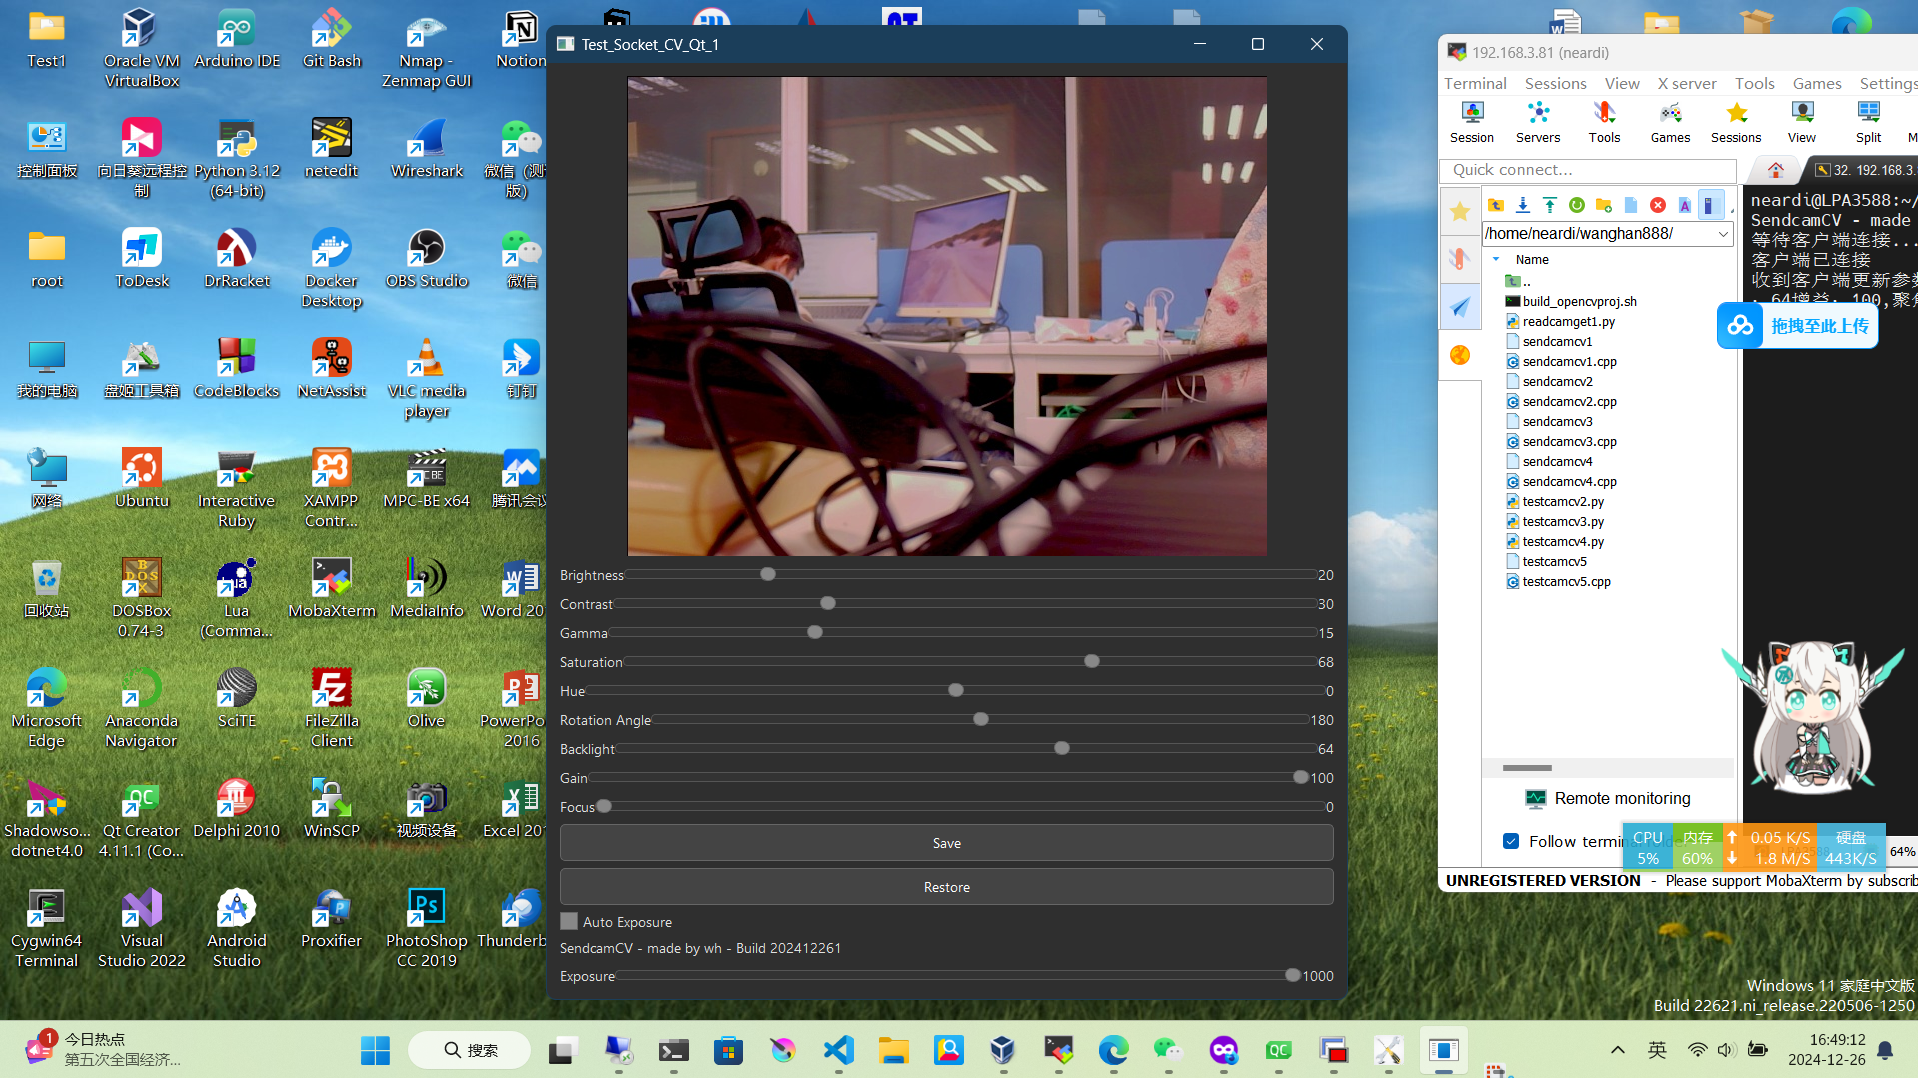 Test1
Oracle VM
VirtualBox
Arduino IDE
Git Bash
Nmap -
Zenmap GUI
Notion
控制面板
向日葵远程控
制
Python 3.12
(64-bit)
netedit
Wireshark
微信 (测
版)
root
ToDesk
DrRacket
Docker
Desktop
OBS Studio
微信
我的电脑
盘姬工具箱
CodeBlocks
NetAssist
VLC media
player
钉钉
网络
Ubuntu
Interactive
Ruby
XAMPP
Contr...
MPC-BE x64
腾讯会议
回收站
DOSBox
0.74-3
Lua
(Comma...
MobaXterm
MediaInfo
Word 20
Microsoft
Edge
Anaconda
Navigator
SciTE
FileZilla
Client
Olive
PowerPo
2016
Shadowso...
dotnet4.0
Qt Creator
4.11.1 (Co...
Delphi 2010
WinSCP
视频设备
Excel 201
Cygwin64
Terminal
Visual
Studio 2022
Android
Studio
Proxifier
PhotoShop
CC 2019
Thunderb
Test_Socket_CV_Qt_1
Brightness 20
Contrast 30
Gamma 15
Saturation 68
Hue 0
Rotation Angle 180
Backlight 64
Gain 100
Focus 0
Save
Restore
Auto Exposure
SendcamCV - made by wh - Build 202412261
Exposure 1000
192.168.3.81 (neardi)
Terminal Sessions View X server Tools Games Settings
Session Servers Tools Games Sessions View Split M
Quick connect...
32. 192.168.3.
/home/neardi/wanghan888/
Name
..
build_opencvproj.sh
readcamget1.py
sendcamcv1
sendcamcv1.cpp
sendcamcv2
sendcamcv2.cpp
sendcamcv3
sendcamcv3.cpp
sendcamcv4
sendcamcv4.cpp
testcamcv2.py
testcamcv3.py
testcamcv4.py
testcamcv5
testcamcv5.cpp
neardi@LPA3588:~/
SendcamCV - made
等待客户端连接...
客户端已连接
收到客户端更新参数
: 64增益: 100,聚焦
拖拽至此上传
Remote monitoring
Follow terminal folder
CPU 内存 0.05 K/S 硬盘
5% 60% 1.8 M/S 443K/S
64%
UNREGISTERED VERSION - Please support MobaXterm by subscrib
Windows 11 家庭中文版
Build 22621.ni_release.220506-1250
1
今日热点
第五次全国经济...
搜索
英
16:49:12
2024-12-26